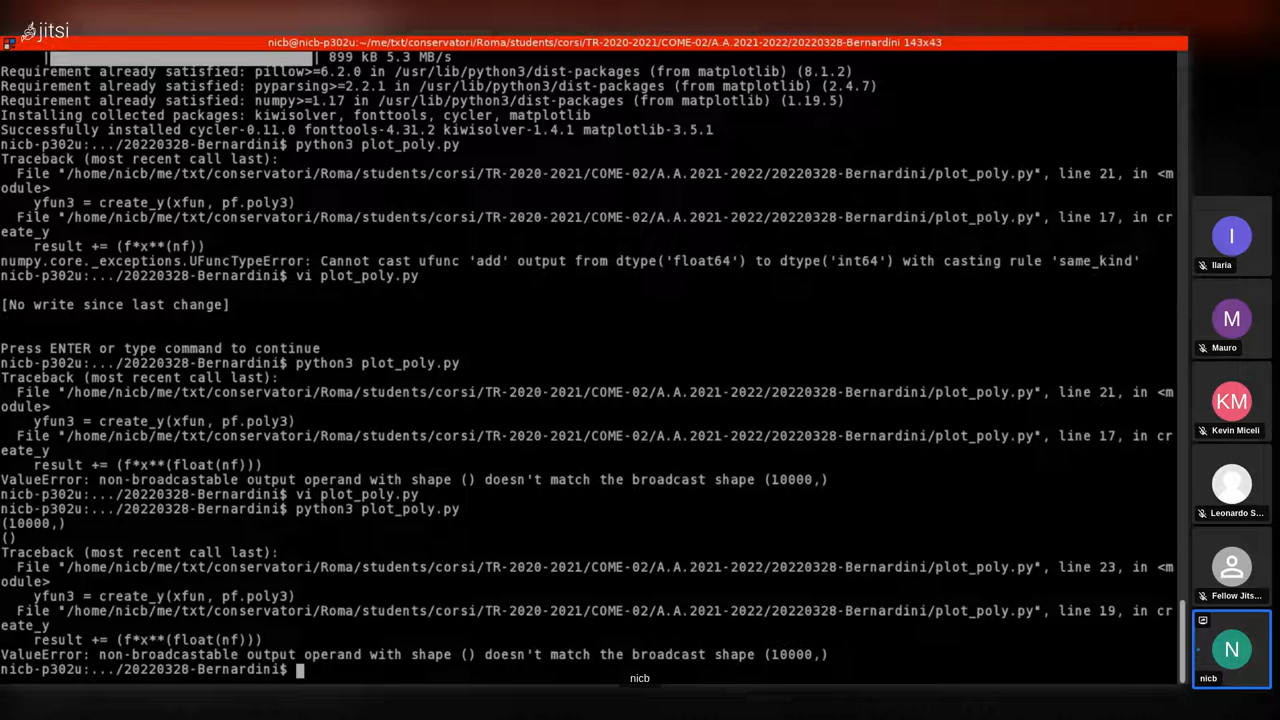 jitsi
nicb@nicb-p302u:~/me/txt/conservatori/Roma/students/corsi/TR-2020-2021/COME-02/A.A.2021-2022/20220328-Bernardini 143x43
| | 899 kB 5.3 MB/s
Requirement already satisfied: pillow>=6.2.0 in /usr/lib/python3/dist-packages (from matplotlib) (8.1.2)
Requirement already satisfied: pyparsing>=2.2.1 in /usr/lib/python3/dist-packages (from matplotlib) (2.4.7)
Requirement already satisfied: numpy>=1.17 in /usr/lib/python3/dist-packages (from matplotlib) (1.19.5)
Installing collected packages: kiwisolver, fonttools, cycler, matplotlib
Successfully installed cycler-0.11.0 fonttools-4.31.2 kiwisolver-1.4.1 matplotlib-3.5.1
nicb-p302u:.../20220328-Bernardini$ python3 plot_poly.py
Traceback (most recent call last):
  File "/home/nicb/me/txt/conservatori/Roma/students/corsi/TR-2020-2021/COME-02/A.A.2021-2022/20220328-Bernardini/plot_poly.py", line 21, in <m
odule>
    yfun3 = create_y(xfun, pf.poly3)
  File "/home/nicb/me/txt/conservatori/Roma/students/corsi/TR-2020-2021/COME-02/A.A.2021-2022/20220328-Bernardini/plot_poly.py", line 17, in cr
eate_y
    result += (f*x**(nf))
numpy.core._exceptions.UFuncTypeError: Cannot cast ufunc 'add' output from dtype('float64') to dtype('int64') with casting rule 'same_kind'
nicb-p302u:.../20220328-Bernardini$ vi plot_poly.py
[No write since last change]
Press ENTER or type command to continue
nicb-p302u:.../20220328-Bernardini$ python3 plot_poly.py
Traceback (most recent call last):
  File "/home/nicb/me/txt/conservatori/Roma/students/corsi/TR-2020-2021/COME-02/A.A.2021-2022/20220328-Bernardini/plot_poly.py", line 21, in <m
odule>
    yfun3 = create_y(xfun, pf.poly3)
  File "/home/nicb/me/txt/conservatori/Roma/students/corsi/TR-2020-2021/COME-02/A.A.2021-2022/20220328-Bernardini/plot_poly.py", line 17, in cr
eate_y
    result += (f*x**(float(nf)))
ValueError: non-broadcastable output operand with shape () doesn't match the broadcast shape (10000,)
nicb-p302u:.../20220328-Bernardini$ vi plot_poly.py
nicb-p302u:.../20220328-Bernardini$ python3 plot_poly.py
(10000,)
()
Traceback (most recent call last):
  File "/home/nicb/me/txt/conservatori/Roma/students/corsi/TR-2020-2021/COME-02/A.A.2021-2022/20220328-Bernardini/plot_poly.py", line 23, in <m
odule>
    yfun3 = create_y(xfun, pf.poly3)
  File "/home/nicb/me/txt/conservatori/Roma/students/corsi/TR-2020-2021/COME-02/A.A.2021-2022/20220328-Bernardini/plot_poly.py", line 19, in cr
eate_y
    result += (f*x**(float(nf)))
ValueError: non-broadcastable output operand with shape () doesn't match the broadcast shape (10000,)
nicb-p302u:.../20220328-Bernardini$
nicb
I
Ilaria
M
Mauro
KM
Kevin Miceli
Leonardo S...
Fellow Jits...
N
nicb